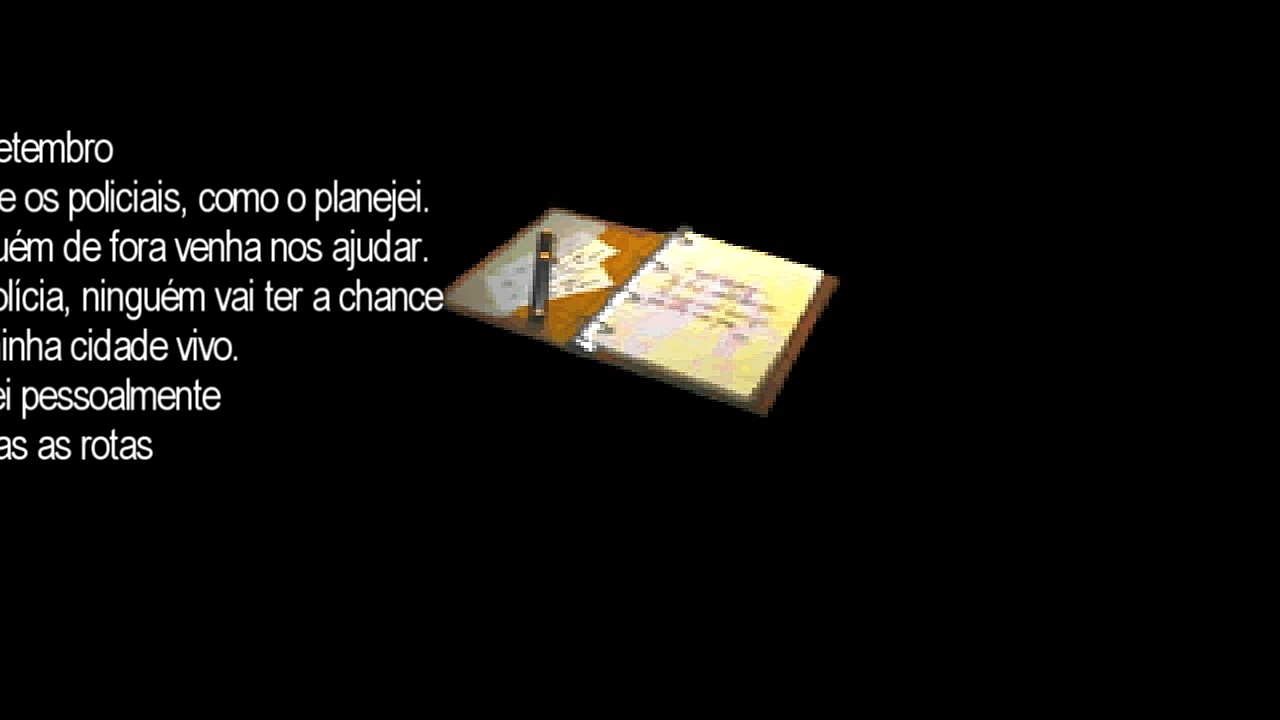 etembro
e os policiais, como o planejei.
uém de fora venha nos ajudar.
olícia, ninguém vai ter a chance
inha cidade vivo.
ei pessoalmente
as as rotas